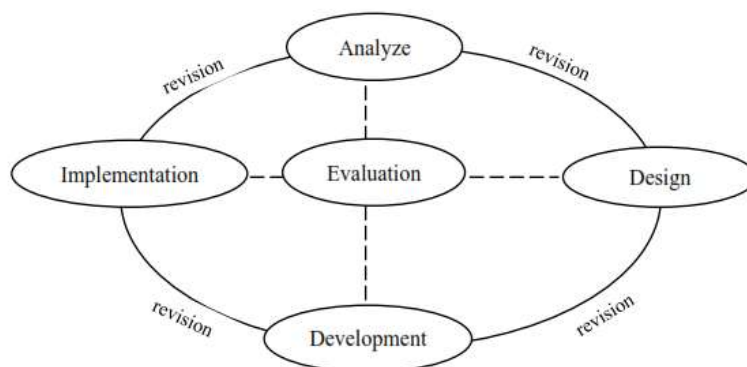 Analyze
revision
revision
Implementation
Evaluation
Design
revision
Development
revision